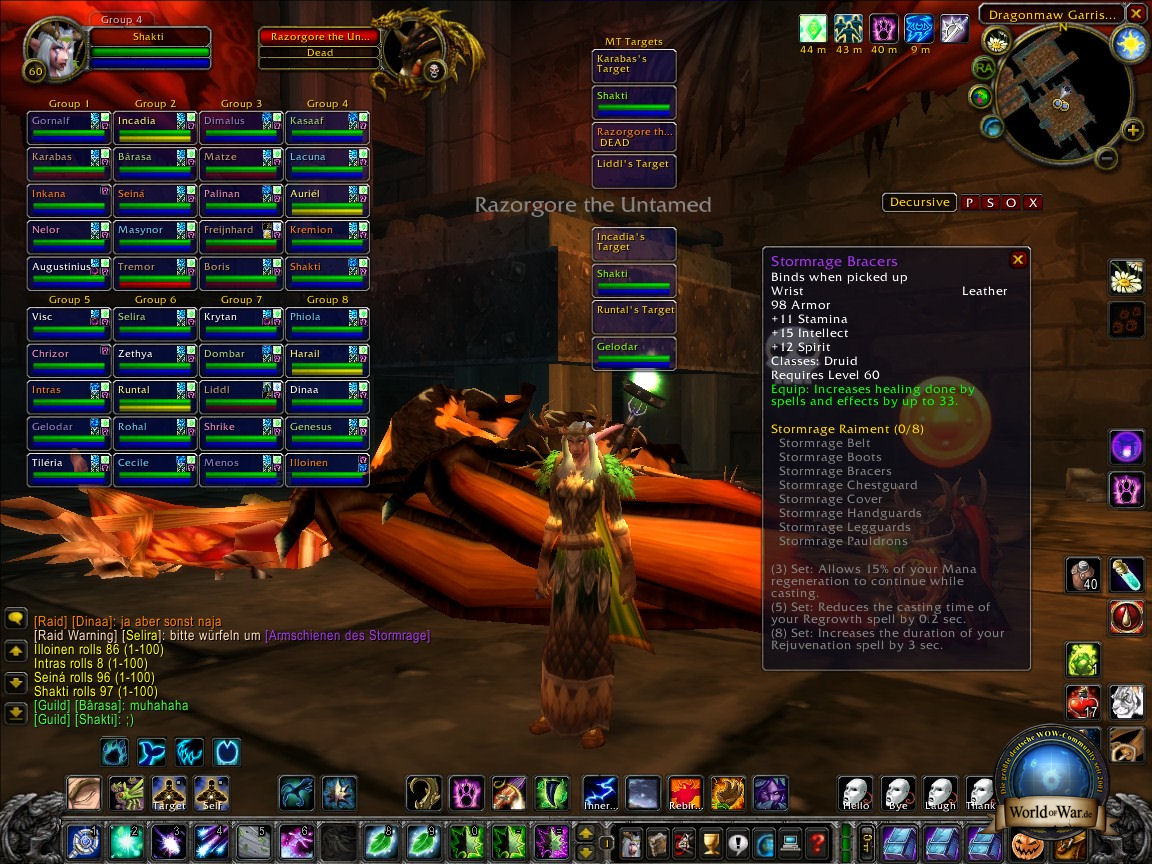 Group 4
Shakti
60
Razorgore the Un...
Dead
MT Targets
Karabas's Target
Shakti
Razorgore th...
DEAD
Liddl's Target
Incadia's Target
Shakti
Runtal's Target
Gelodar
44 m
43 m
40 m
9 m
Dragonmaw Garris...
N
RA
Decursive
P S O X
Group 1 Group 2 Group 3 Group 4
Gornalf Incadia Dimalus Kasaaf
Karabas Bârasa Matze Lacuna
Inkana Seiná Palinan Auriél
Nelor Masynor Freijnhard Kremion
Augustinius Tremor Boris Shakti
Group 5 Group 6 Group 7 Group 8
Visc Selira Krytan Phiola
Chrizor Zethya Dombar Harail
Intras Runtal Liddl Dinaa
Gelodar Rohal Shrike Genesus
Tiléria Cecile Menos Illoinen
Razorgore the Untamed
Stormrage Bracers
Binds when picked up
Wrist Leather
98 Armor
+11 Stamina
+15 Intellect
+12 Spirit
Classes: Druid
Requires Level 60
Equip: Increases healing done by
spells and effects by up to 33.
Stormrage Raiment (0/8)
Stormrage Belt
Stormrage Boots
Stormrage Bracers
Stormrage Chestguard
Stormrage Cover
Stormrage Handguards
Stormrage Legguards
Stormrage Pauldrons
(3) Set: Allows 15% of your Mana
regeneration to continue while
casting.
(5) Set: Reduces the casting time of
your Regrowth spell by 0.2 sec.
(8) Set: Increases the duration of your
Rejuvenation spell by 3 sec.
[Raid] [Dinaa]: ja aber sonst naja
[Raid Warning] [Selira]: bitte würfeln um [Armschienen des Stormrage]
Illoinen rolls 86 (1-100)
Intras rolls 8 (1-100)
Seiná rolls 96 (1-100)
Shakti rolls 97 (1-100)
[Guild] [Bârasa]: muhahaha
[Guild] [Shakti]: ;)
40
17
Target
Self
Inner...
Rebir...
Hello
Bye
Laugh
Thank
Die größte deutsche WOW-Community seit 2003
WorldofWar.de